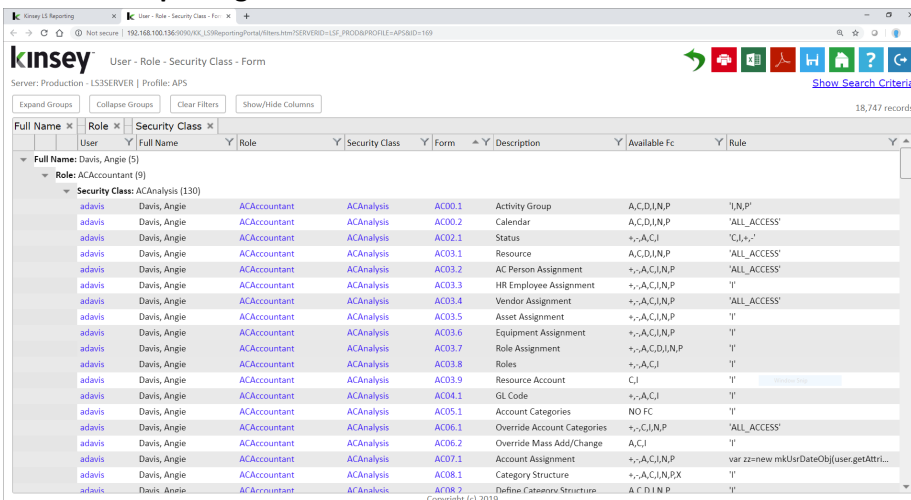 Kinsey LS Reporting × User - Role - Security Class - Form × +
Not secure | 192.168.100.136:9090/KK_LS9ReportingPortal/filters.htm?SERVERID=LSF_PROD&PROFILE=APS&ID=169
kinsey User - Role - Security Class - Form
Server: Production - LS3SERVER | Profile: APS
Show Search Criteria
Expand Groups Collapse Groups Clear Filters Show/Hide Columns
18,747 records
Full Name × Role × Security Class ×
User Full Name Role Security Class Form Description Available Fc Rule
Full Name: Davis, Angie (5)
Role: ACAccountant (9)
Security Class: ACAnalysis (130)
adavis Davis, Angie ACAccountant ACAnalysis AC00.1 Activity Group A,C,D,I,N,P 'I,N,P'
adavis Davis, Angie ACAccountant ACAnalysis AC00.2 Calendar A,C,D,I,N,P 'ALL_ACCESS'
adavis Davis, Angie ACAccountant ACAnalysis AC02.1 Status +,-,A,C,I 'C,I,+,-'
adavis Davis, Angie ACAccountant ACAnalysis AC03.1 Resource A,C,D,I,N,P 'ALL_ACCESS'
adavis Davis, Angie ACAccountant ACAnalysis AC03.2 AC Person Assignment +,-,A,C,I,N,P 'ALL_ACCESS'
adavis Davis, Angie ACAccountant ACAnalysis AC03.3 HR Employee Assignment +,-,A,C,I,N,P 'I'
adavis Davis, Angie ACAccountant ACAnalysis AC03.4 Vendor Assignment +,-,A,C,I,N,P 'ALL_ACCESS'
adavis Davis, Angie ACAccountant ACAnalysis AC03.5 Asset Assignment +,-,A,C,I,N,P 'I'
adavis Davis, Angie ACAccountant ACAnalysis AC03.6 Equipment Assignment +,-,A,C,I,N,P 'I'
adavis Davis, Angie ACAccountant ACAnalysis AC03.7 Role Assignment +,-,A,C,D,I,N,P 'I'
adavis Davis, Angie ACAccountant ACAnalysis AC03.8 Roles +,-,A,C,I 'I'
adavis Davis, Angie ACAccountant ACAnalysis AC03.9 Resource Account C,I 'I'
adavis Davis, Angie ACAccountant ACAnalysis AC04.1 GL Code +,-,A,C,I 'I'
adavis Davis, Angie ACAccountant ACAnalysis AC05.1 Account Categories NO FC 'I'
adavis Davis, Angie ACAccountant ACAnalysis AC06.1 Override Account Categories +,-,C,I,N,P 'ALL_ACCESS'
adavis Davis, Angie ACAccountant ACAnalysis AC06.2 Override Mass Add/Change A,C,I 'I'
adavis Davis, Angie ACAccountant ACAnalysis AC07.1 Account Assignment +,-,A,C,I,N,P var zz=new mkUsrDateObj(user.getAttri...
adavis Davis, Angie ACAccountant ACAnalysis AC08.1 Category Structure +,-,A,C,I,N,P,X 'I'
adavis Davis, Angie ACAccountant ACAnalysis AC08.2 Define Category Structure A,C,D,I,N,P
Copyright (c) 2019